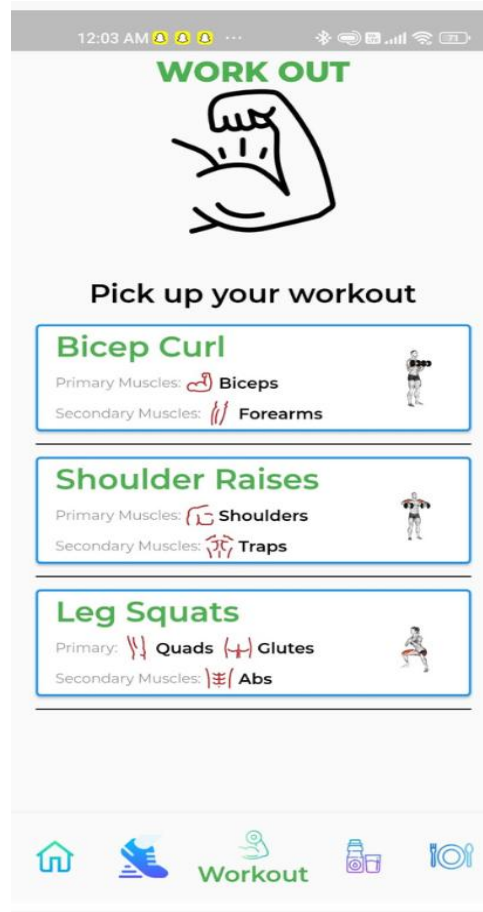 12:03 AM
71
WORK OUT
Pick up your workout
Bicep Curl
Primary Muscles: Biceps
Secondary Muscles: Forearms
Shoulder Raises
Primary Muscles: Shoulders
Secondary Muscles: Traps
Leg Squats
Primary: Quads Glutes
Secondary Muscles: Abs
Workout